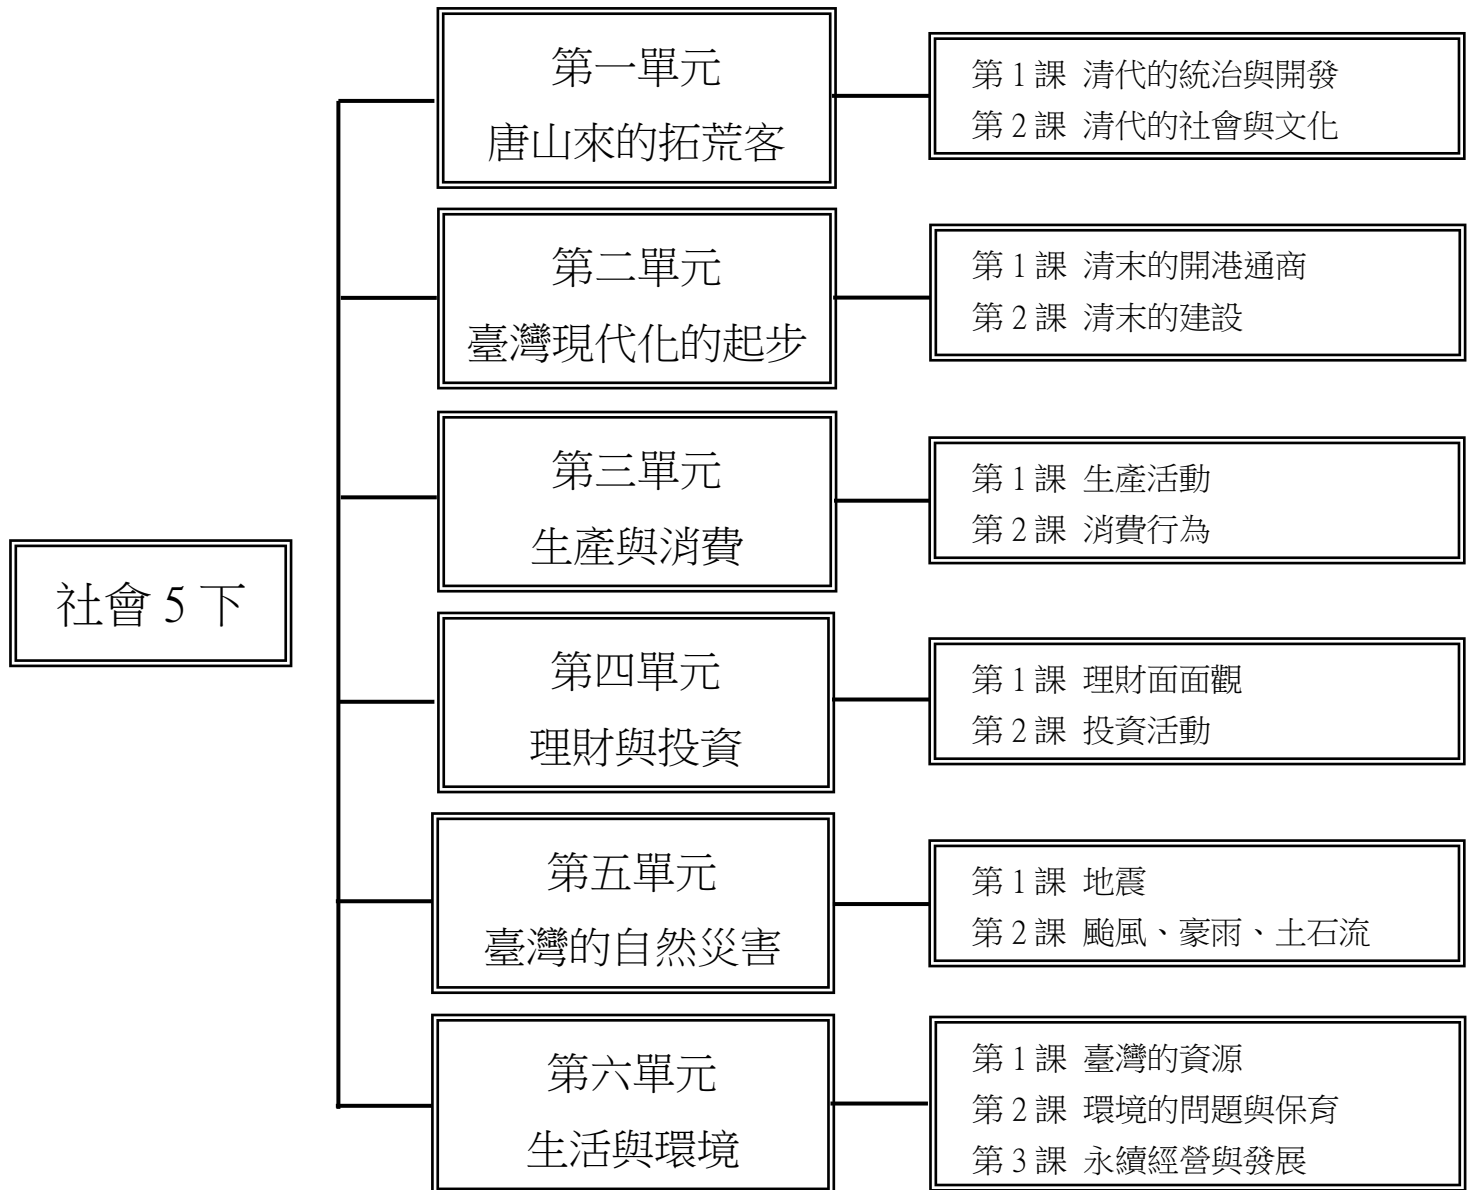 社會 5 下
第一單元
唐山來的拓荒客
第 1 課 清代的統治與開發
第 2 課 清代的社會與文化
第二單元
臺灣現代化的起步
第 1 課 清末的開港通商
第 2 課 清末的建設
第三單元
生產與消費
第 1 課 生產活動
第 2 課 消費行為
第四單元
理財與投資
第 1 課 理財面面觀
第 2 課 投資活動
第五單元
臺灣的自然災害
第 1 課 地震
第 2 課 颱風、豪雨、土石流
第六單元
生活與環境
第 1 課 臺灣的資源
第 2 課 環境的問題與保育
第 3 課 永續經營與發展